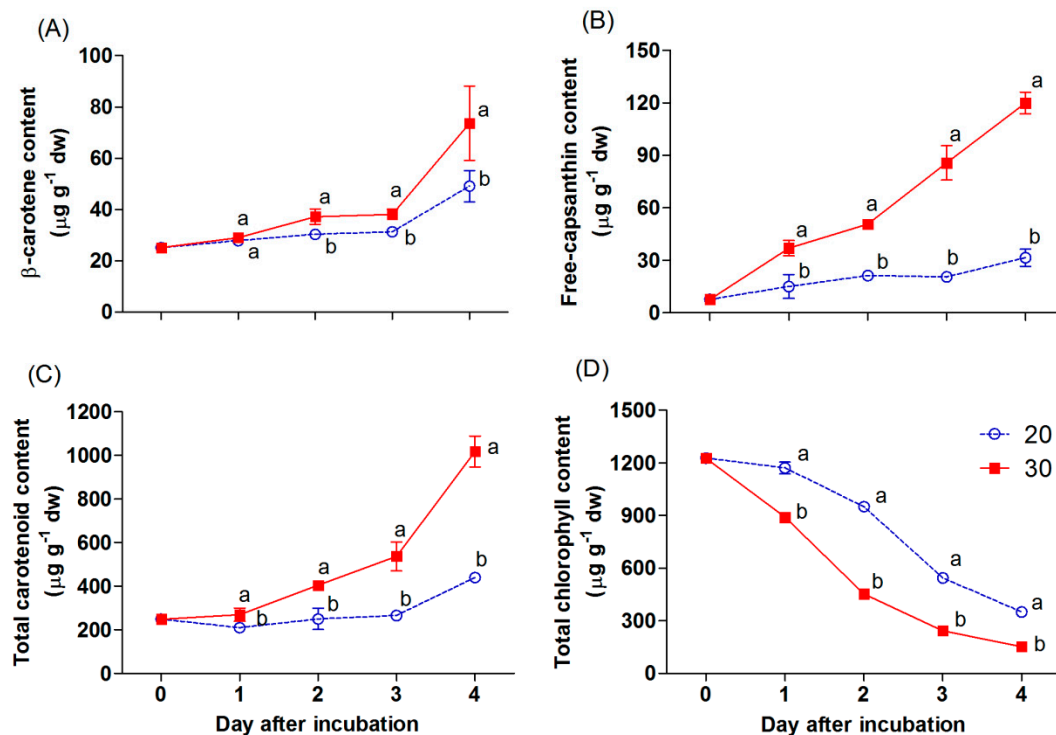 (A)
β-carotene content
(μg g-1 dw)
100
80
60
40
20
0
a
a
a
a
a
b
b
b
(B)
Free-capsanthin content
(μg g-1 dw)
150
120
90
60
30
0
a
a
a
a
b
b
b
b
(C)
Total carotenoid content
(μg g-1 dw)
1200
1000
800
600
400
200
0
a
a
a
a
b
b
b
b
0 1 2 3 4
Day after incubation
(D)
Total chlorophyll content
(μg g-1 dw)
1500
1200
900
600
300
0
20
30
a
a
a
a
b
b
b
b
0 1 2 3 4
Day after incubation